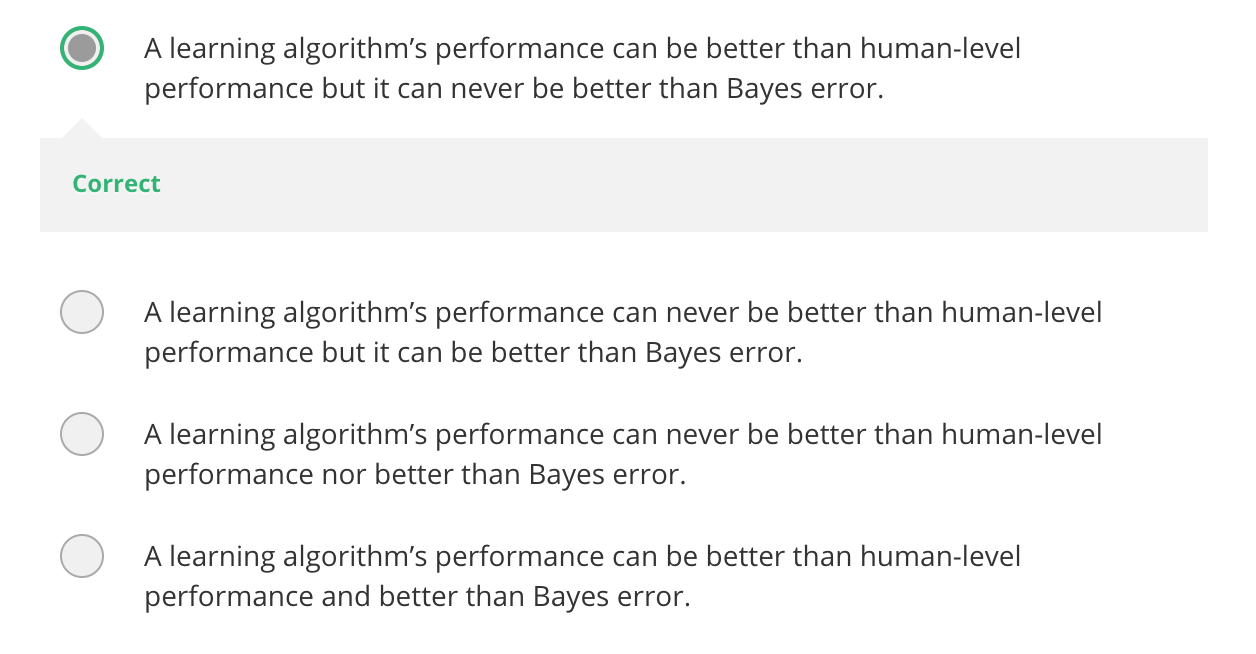 A learning algorithm’s performance can be better than human-level
performance but it can never be better than Bayes error.
Correct
A learning algorithm’s performance can never be better than human-level
performance but it can be better than Bayes error.
A learning algorithm’s performance can never be better than human-level
performance nor better than Bayes error.
A learning algorithm’s performance can be better than human-level
performance and better than Bayes error.